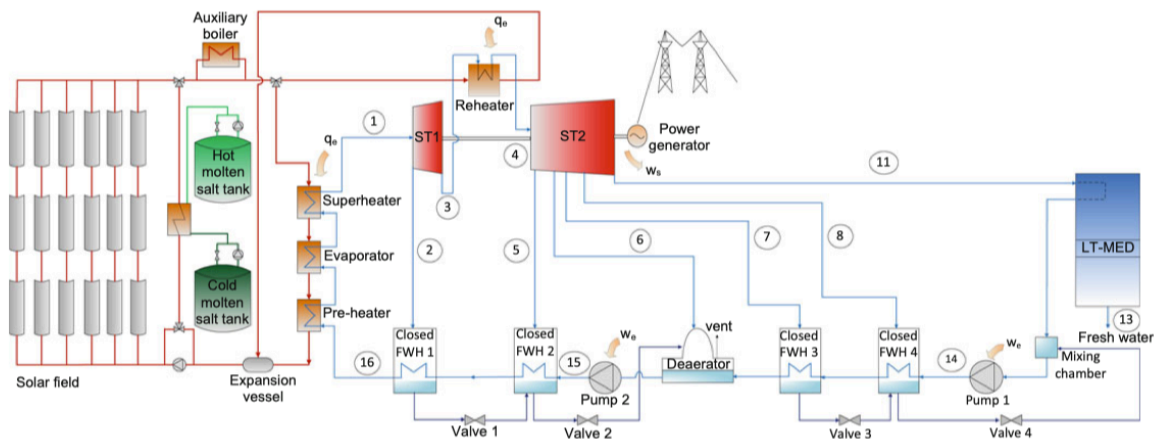 Auxiliary
boiler
qe
Reheater
1
ST1
3
4
ST2
Power
generator
ws
11
Hot
molten
salt tank
qe
Superheater
2
5
6
7
8
LT-MED
Evaporator
Cold
molten
salt tank
Pre-heater
Closed
FWH 1
Closed
FWH 2
we
15
Pump 2
vent
Deaerator
Closed
FWH 3
Closed
FWH 4
14
we
Pump 1
13
Fresh water
Mixing
chamber
16
Solar field
Expansion
vessel
Valve 1
Valve 2
Valve 3
Valve 4